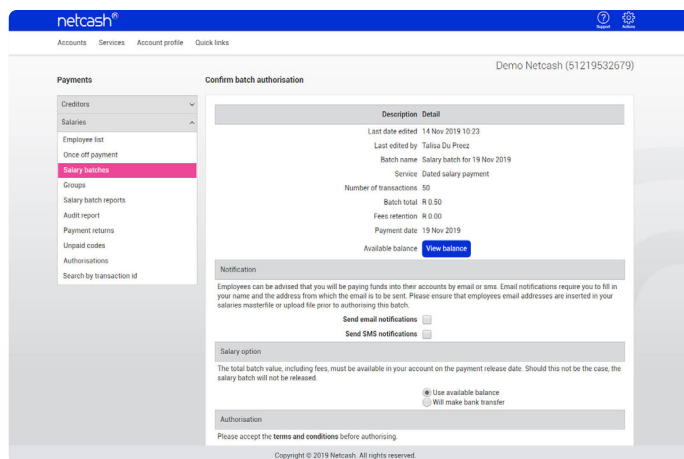 netcash®
Support
Actions
Accounts Services Account profile Quick links
Demo Netcash (51219532679)
Payments
Confirm batch authorisation
Creditors
Salaries
Employee list
Once off payment
Salary batches
Groups
Salary batch reports
Audit report
Payment returns
Unpaid codes
Authorisations
Search by transaction id
Description Detail
Last date edited 14 Nov 2019 10:23
Last edited by Talisa Du Preez
Batch name Salary batch for 19 Nov 2019
Service Dated salary payment
Number of transactions 50
Batch total R 0.50
Fees retention R 0.00
Payment date 19 Nov 2019
Available balance View balance
Notification
Employees can be advised that you will be paying funds into their accounts by email or sms. Email notifications require you to fill in
your name and the address from which the email is to be sent. Please ensure that employees email addresses are inserted in your
salaries masterfile or upload file prior to authorising this batch.
Send email notifications
Send SMS notifications
Salary option
The total batch value, including fees, must be available in your account on the payment release date. Should this not be the case, the
salary batch will not be released.
Use available balance
Will make bank transfer
Authorisation
Please accept the terms and conditions before authorising.
Copyright © 2019 Netcash. All rights reserved.